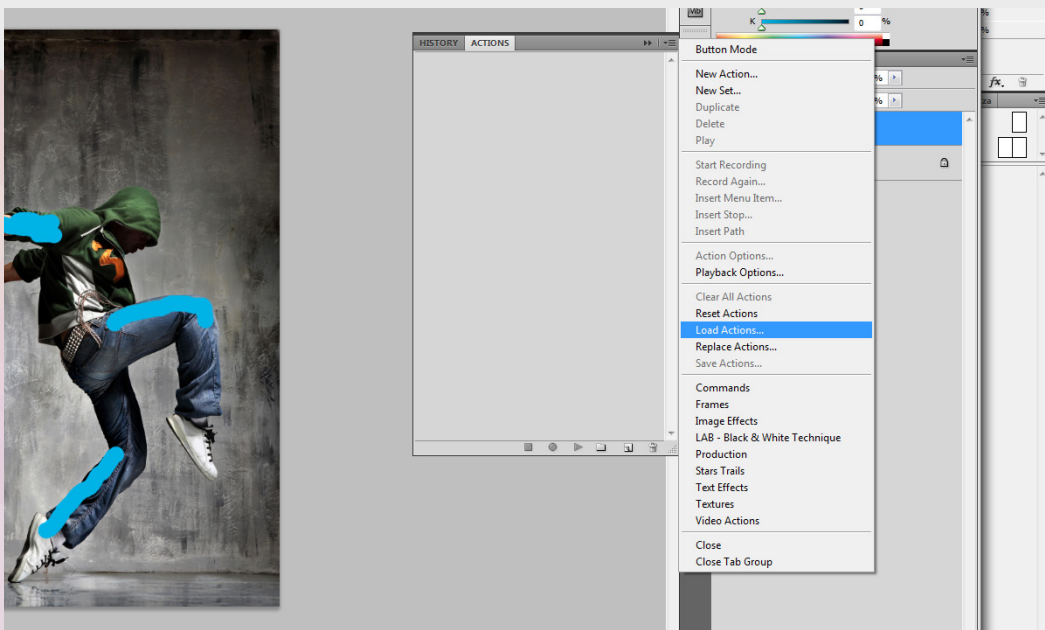 Vib
K
0 %
%
%
HISTORY ACTIONS
Button Mode
New Action...
New Set...
Duplicate
Delete
Play
Start Recording
Record Again...
Insert Menu Item...
Insert Stop...
Insert Path
Action Options...
Playback Options...
Clear All Actions
Reset Actions
Load Actions...
Replace Actions...
Save Actions...
Commands
Frames
Image Effects
LAB - Black & White Technique
Production
Stars Trails
Text Effects
Textures
Video Actions
Close
Close Tab Group
%
%
fx.
za